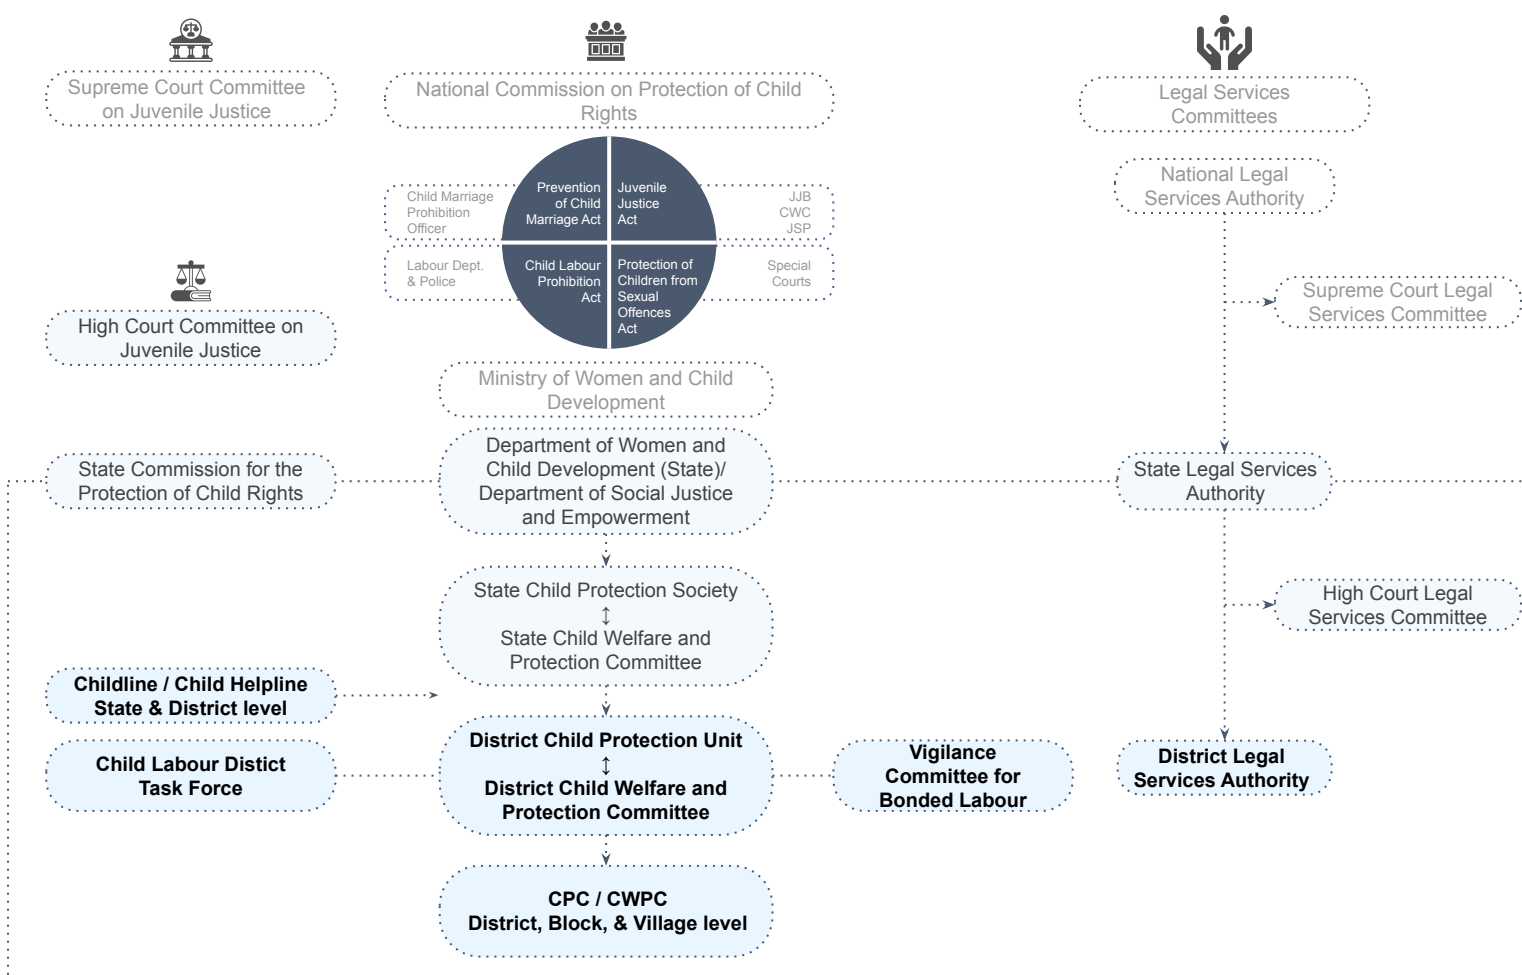 Supreme Court Committee
on Juvenile Justice
National Commission on Protection of Child
Rights
Legal Services
Committees
Child Marriage
Prohibition
Officer
Prevention
of Child
Marriage Act
Juvenile
Justice
Act
JJB
CWC
JSP
Labour Dept.
& Police
Child Labour
Prohibition
Act
Protection of
Children from
Sexual
Offences
Act
Special
Courts
National Legal
Services Authority
Supreme Court Legal
Services Committee
High Court Committee on
Juvenile Justice
Ministry of Women and Child
Development
State Commission for the
Protection of Child Rights
Department of Women and
Child Development (State)/
Department of Social Justice
and Empowerment
State Legal Services
Authority
State Child Protection Society
↕
State Child Welfare and
Protection Committee
High Court Legal
Services Committee
Childline / Child Helpline
State & District level
Child Labour Distict
Task Force
District Child Protection Unit
↕
District Child Welfare and
Protection Committee
Vigilance
Committee for
Bonded Labour
District Legal
Services Authority
CPC / CWPC
District, Block, & Village level